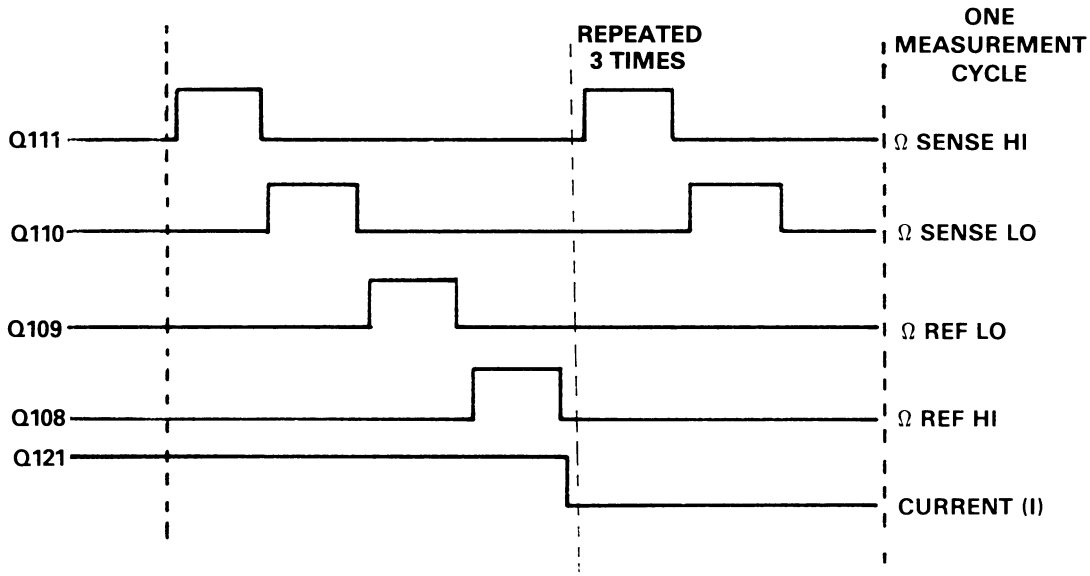 REPEATED
3 TIMES
ONE
MEASUREMENT
CYCLE
Q111
Ω SENSE HI
Q110
Ω SENSE LO
Q109
Ω REF LO
Q108
Ω REF HI
Q121
CURRENT (I)